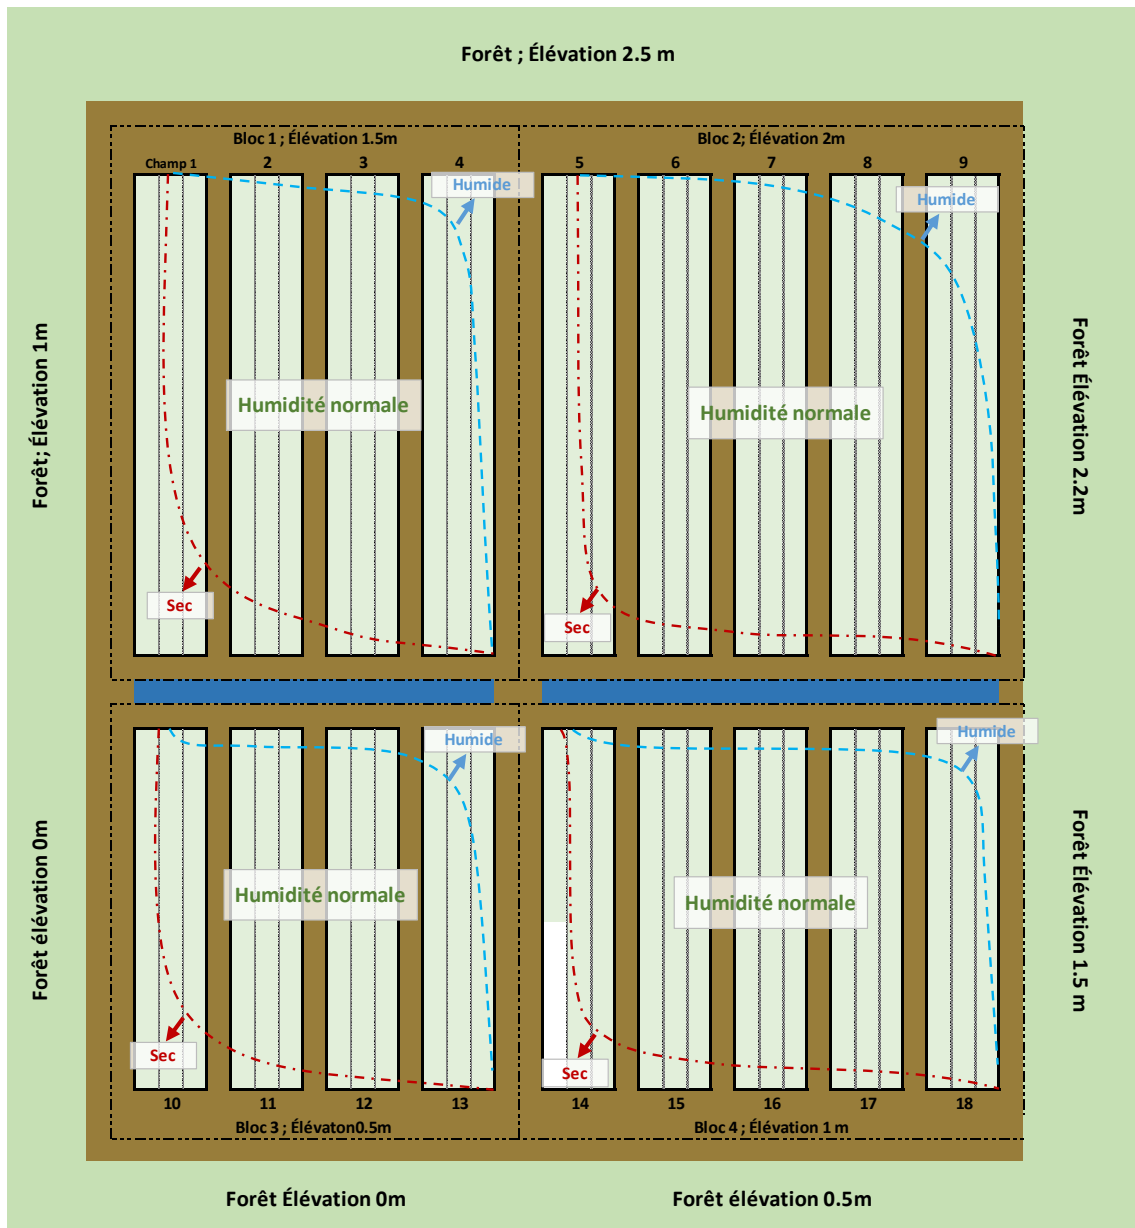 Forêt ; Élévation 2.5 m
Bloc 1 ; Élévation 1.5m
Bloc 2; Élévation 2m
Champ 1
2
3
4
5
6
7
8
9
Humide
Humide
Forêt; Élévation 1m
Forêt Élévation 2.2m
Humidité normale
Humidité normale
Sec
Sec
Humide
Humide
Forêt élévation 0m
Forêt Élévation 1.5 m
Humidité normale
Humidité normale
Sec
Sec
10
11
12
13
14
15
16
17
18
Bloc 3 ; Élévaton0.5m
Bloc 4 ; Élévation 1 m
Forêt Élévation 0m
Forêt élévation 0.5m